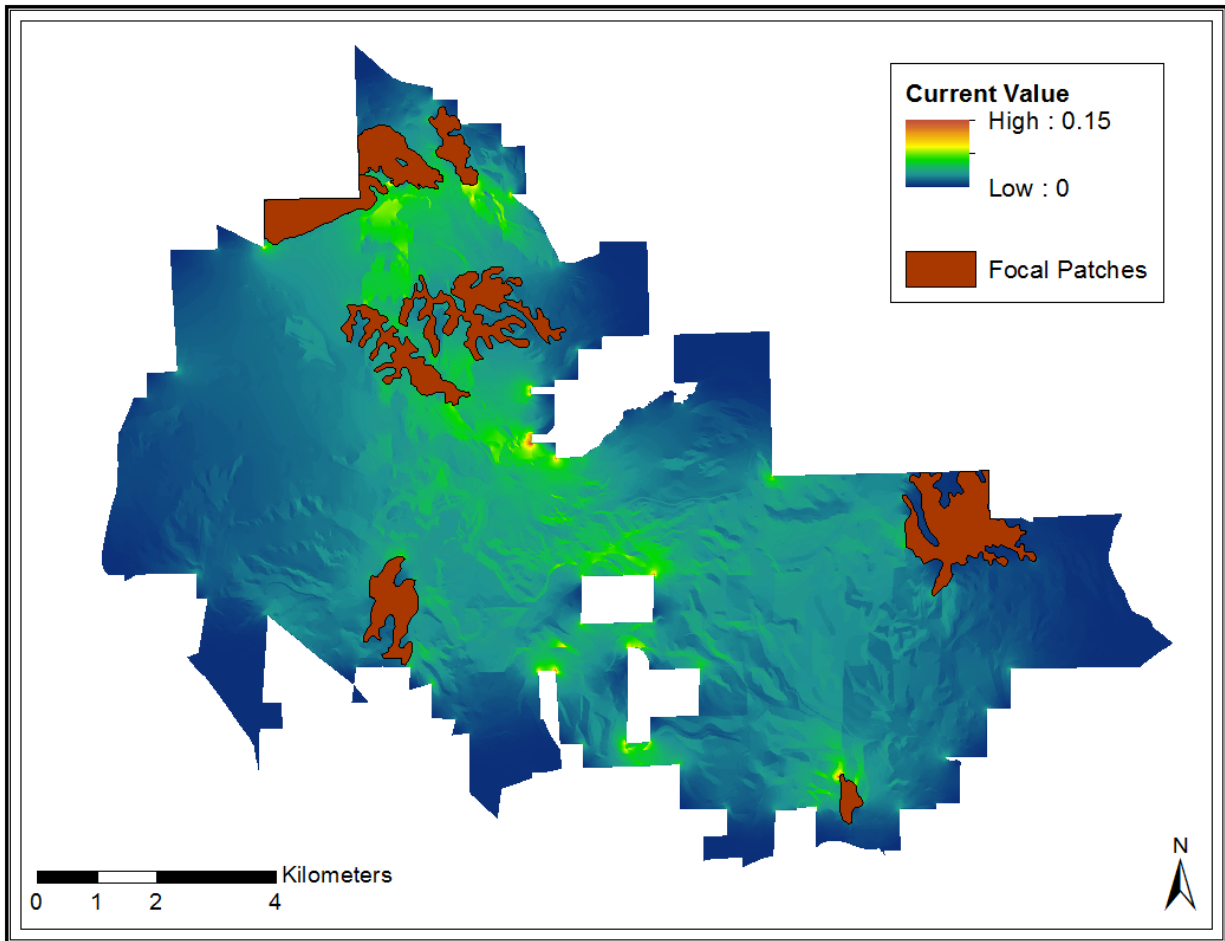 Current Value
High : 0.15
Low : 0
Focal Patches
Kilometers
0 1 2 4
N